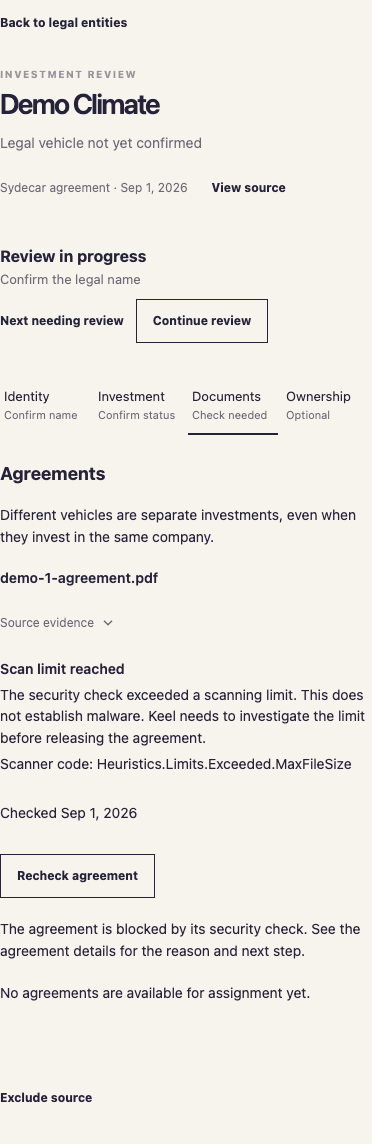 Back to legal entities
INVESTMENT REVIEW
Demo Climate
Legal vehicle not yet confirmed
Sydecar agreement · Sep 1, 2026 View source
Review in progress
Confirm the legal name
Next needing review Continue review
Identity Investment Documents Ownership
Confirm name Confirm status Check needed Optional
Agreements
Different vehicles are separate investments, even when
they invest in the same company.
demo-1-agreement.pdf
Source evidence
Scan limit reached
The security check exceeded a scanning limit. This does
not establish malware. Keel needs to investigate the limit
before releasing the agreement.
Scanner code: Heuristics.Limits.Exceeded.MaxFileSize
Checked Sep 1, 2026
Recheck agreement
The agreement is blocked by its security check. See the
agreement details for the reason and next step.
No agreements are available for assignment yet.
Exclude source